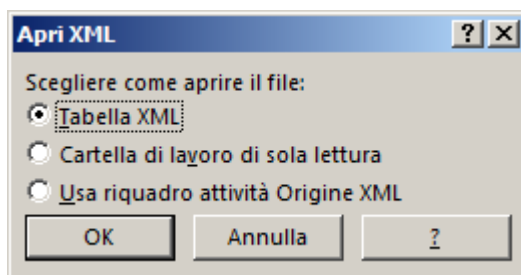 Apri XML ?
Scegliere come aprire il file:
Tabella XML
Cartella di lavoro di sola lettura
Usa riquadro attività Origine XML
OK Annulla ?